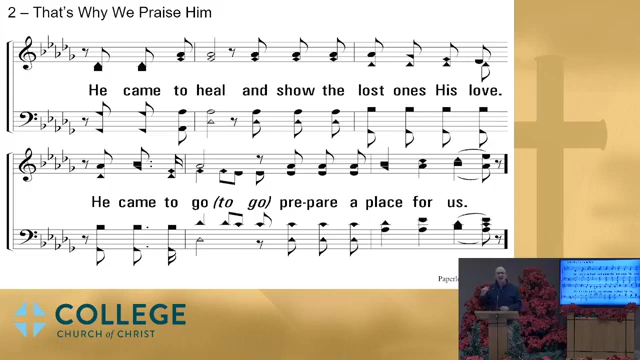 2 – That's Why We Praise Him
He came to heal and show the lost ones His love.
He came to go (to go) pre-pare a place for us.
COLLEGE
CHURCH of CHRIST